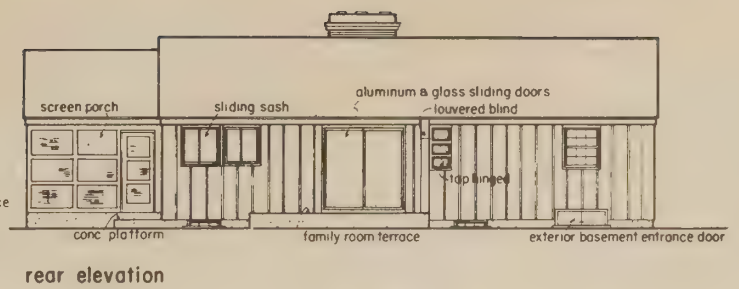 aluminum & glass sliding doors
screen porch
sliding sash
louvered blind
top hinged
conc platform
family room terrace
exterior basement entrance door
rear elevation